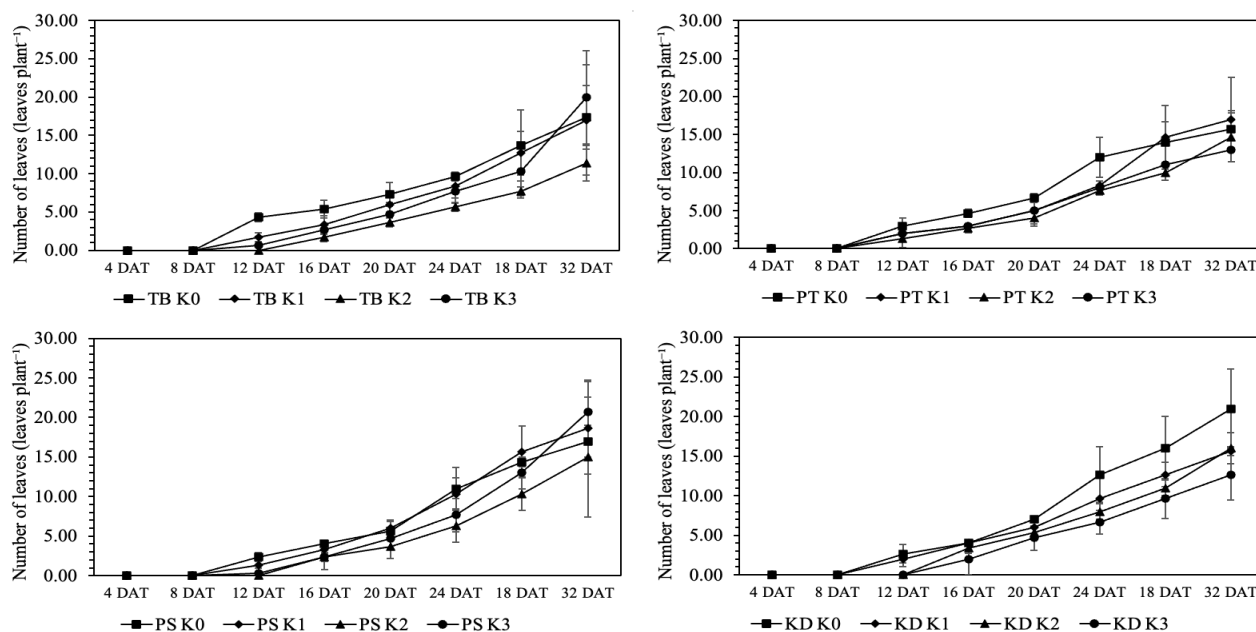 Number of leaves (leaves plant⁻¹)
30.00
25.00
20.00
15.00
10.00
5.00
0.00
4 DAT 8 DAT 12 DAT 16 DAT 20 DAT 24 DAT 18 DAT 32 DAT
TB K0 TB K1 TB K2 TB K3
Number of leaves (leaves plant⁻¹)
30.00
25.00
20.00
15.00
10.00
5.00
0.00
4 DAT 8 DAT 12 DAT 16 DAT 20 DAT 24 DAT 18 DAT 32 DAT
PT K0 PT K1 PT K2 PT K3
Number of leaves (leaves plant⁻¹)
30.00
25.00
20.00
15.00
10.00
5.00
0.00
4 DAT 8 DAT 12 DAT 16 DAT 20 DAT 24 DAT 18 DAT 32 DAT
PS K0 PS K1 PS K2 PS K3
Number of leaves (leaves plant⁻¹)
30.00
25.00
20.00
15.00
10.00
5.00
0.00
4 DAT 8 DAT 12 DAT 16 DAT 20 DAT 24 DAT 18 DAT 32 DAT
KD K0 KD K1 KD K2 KD K3